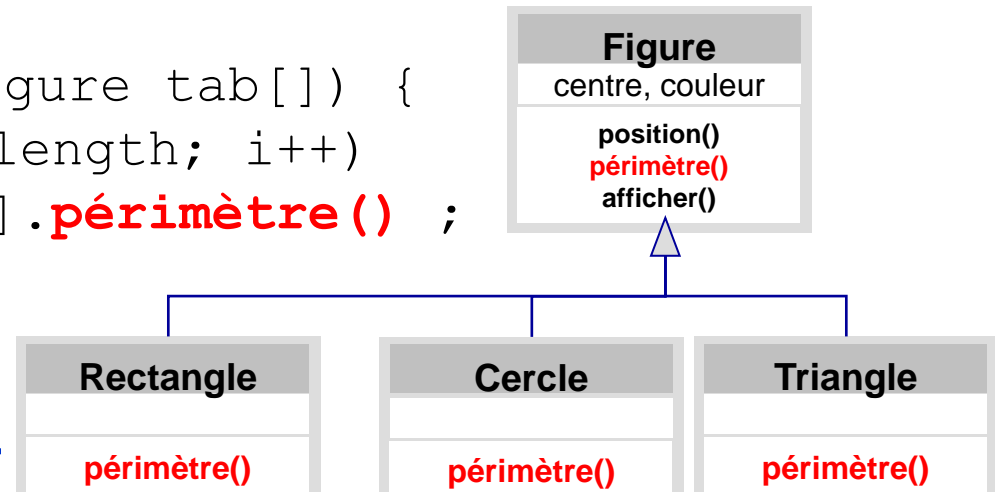 gure tab[]) {
length; i++)
].périmètre() ;
Figure
centre, couleur
position()
périmètre()
afficher()
Rectangle
périmètre()
Cercle
périmètre()
Triangle
périmètre()